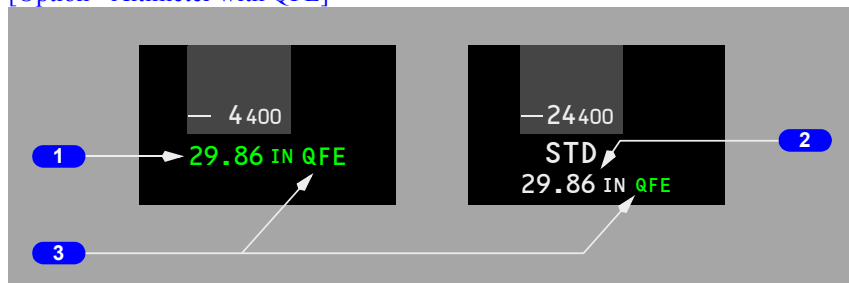 [Option - Altimeter with QFE]
4400
29.86 IN QFE
24400
STD
29.86 IN QFE
1
2
3